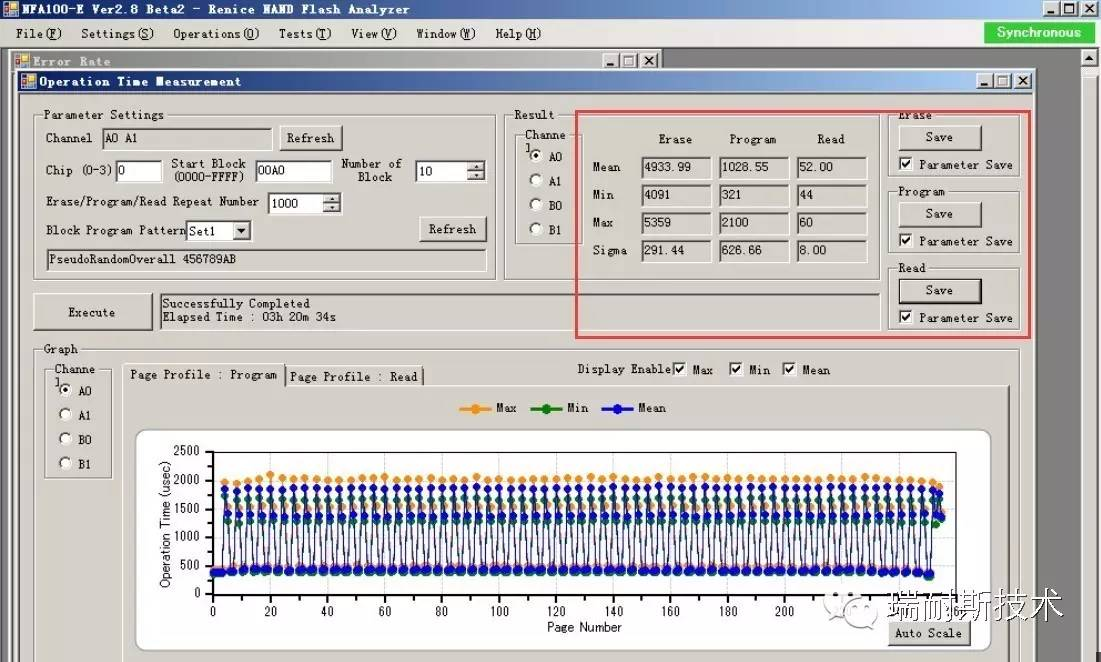 NFA100-E Ver2.8 Beta2 - Renice NAND Flash Analyzer
File(F) Settings(S) Operations(O) Tests(T) View(V) Window(W) Help(H) Synchronous
Error Rate
Operation Time Measurement
Parameter Settings
Channel A0 A1 Refresh
Chip (0-3) 0 Start Block (0000-FFFF) 00A0 Number of Block 10
Erase/Program/Read Repeat Number 1000
Block Program Pattern Set1 Refresh
PseudoRandomOverall 456789AB
Result
Channel
A0
A1
B0
B1
Erase Program Read
Mean 4933.99 1028.55 52.00
Min 4091 321 44
Max 5359 2100 60
Sigma 291.44 626.66 8.00
Erase
Save
Parameter Save
Program
Save
Parameter Save
Read
Save
Parameter Save
Execute
Successfully Completed
Elapsed Time : 03h 20m 34s
Graph
Channel
A0
A1
B0
B1
Page Profile : Program Page Profile : Read
Display Enable Max Min Mean
Max Min Mean
Operation Time (usec)
2500
2000
1500
1000
500
0
0 20 40 60 80 100 120 140 160 180 200
Page Number
瑞耐斯技术
Auto Scale